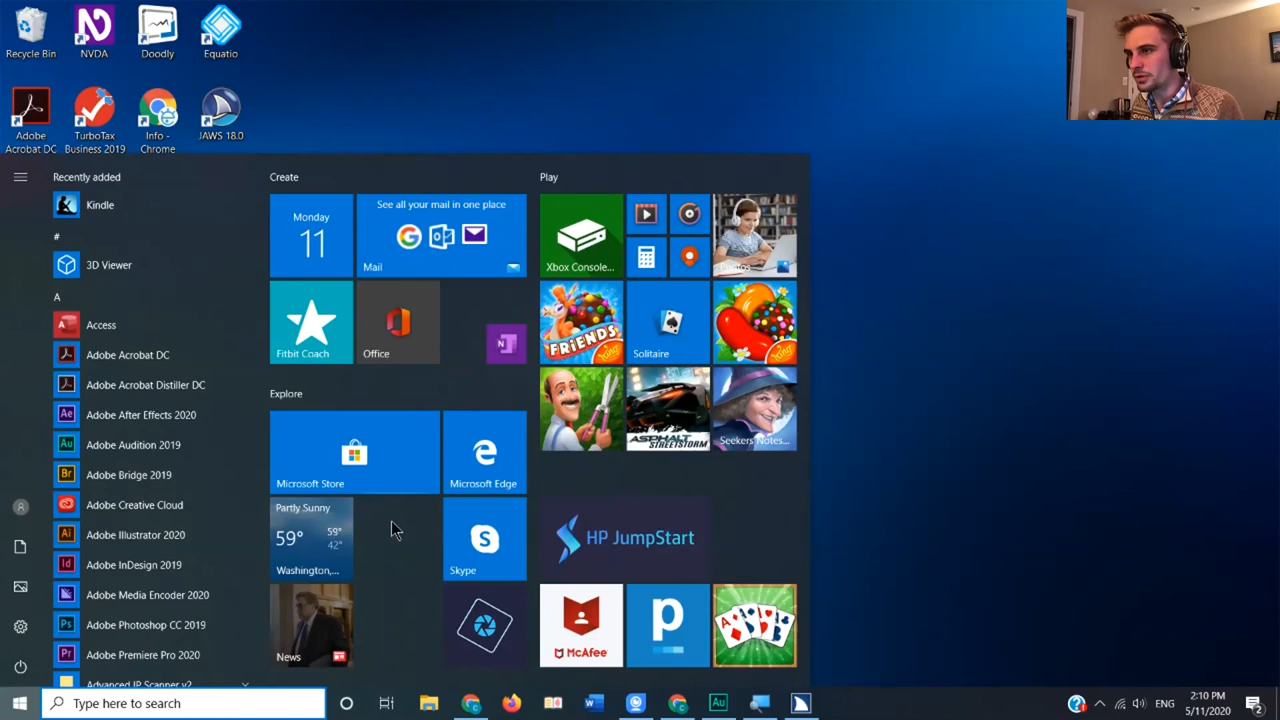 Recycle Bin
NVDA
Doodly
Equatio
Adobe Acrobat DC
TurboTax Business 2019
Info - Chrome
JAWS 18.0
Recently added
Kindle
#
3D Viewer
A
Access
Adobe Acrobat DC
Adobe Acrobat Distiller DC
Adobe After Effects 2020
Adobe Audition 2019
Adobe Bridge 2019
Adobe Creative Cloud
Adobe Illustrator 2020
Adobe InDesign 2019
Adobe Media Encoder 2020
Adobe Photoshop CC 2019
Adobe Premiere Pro 2020
Advanced IP Scanner v2
Create
Monday
11
See all your mail in one place
Mail
Fitbit Coach
Office
Explore
Microsoft Store
Microsoft Edge
Partly Sunny
59°
59°
42°
Washington,...
Skype
News
Play
Xbox Console...
FRIENDS
Solitaire
ASPHALT
STREETSTORM
Seekers Notes...
HP JumpStart
McAfee
Type here to search
ENG
2:10 PM
5/11/2020